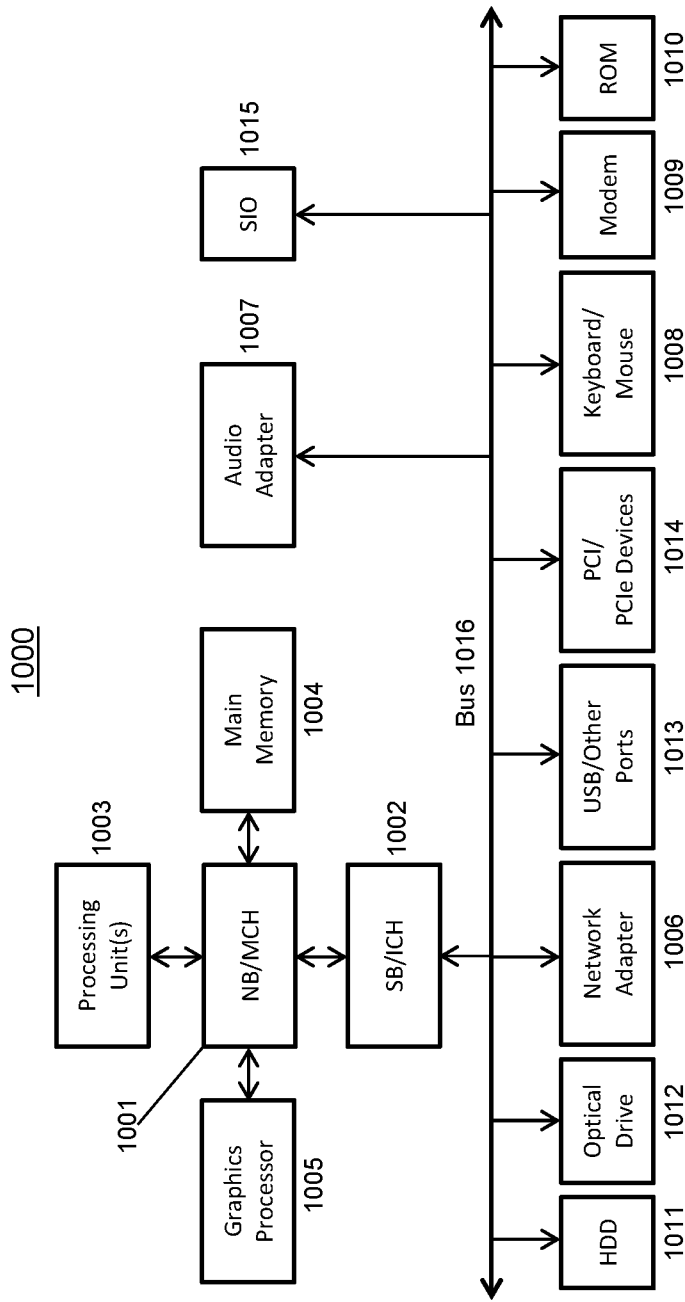 1000
Processing
Unit(s)
1003
1001
Graphics
Processor
1005
NB/MCH
Main
Memory
1004
Audio
Adapter
1007
SIO
1015
SB/ICH
1002
Bus 1016
HDD
1011
Optical
Drive
1012
Network
Adapter
1006
USB/Other
Ports
1013
PCI/
PCIe Devices
1014
Keyboard/
Mouse
1008
Modem
1009
ROM
1010